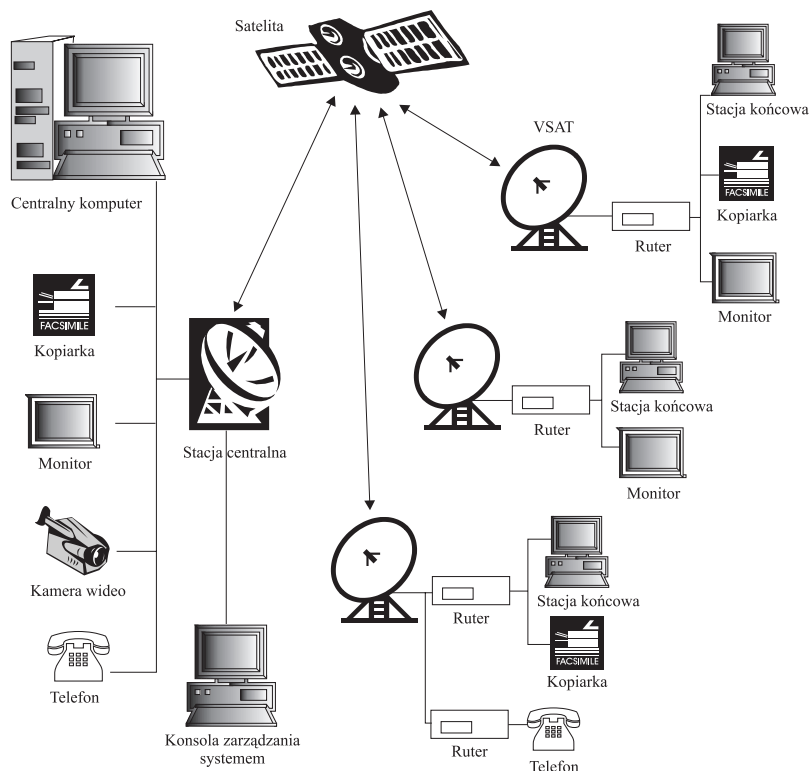 Satelita
VSAT
Stacja końcowa
Centralny komputer
FACSIMILE
Kopiarka
Ruter
Monitor
FACSIMILE
Kopiarka
Stacja centralna
Monitor
Stacja końcowa
Ruter
Monitor
Kamera wideo
Stacja końcowa
Ruter
FACSIMILE
Kopiarka
Telefon
Konsola zarządzania
systemem
Ruter
Telefon